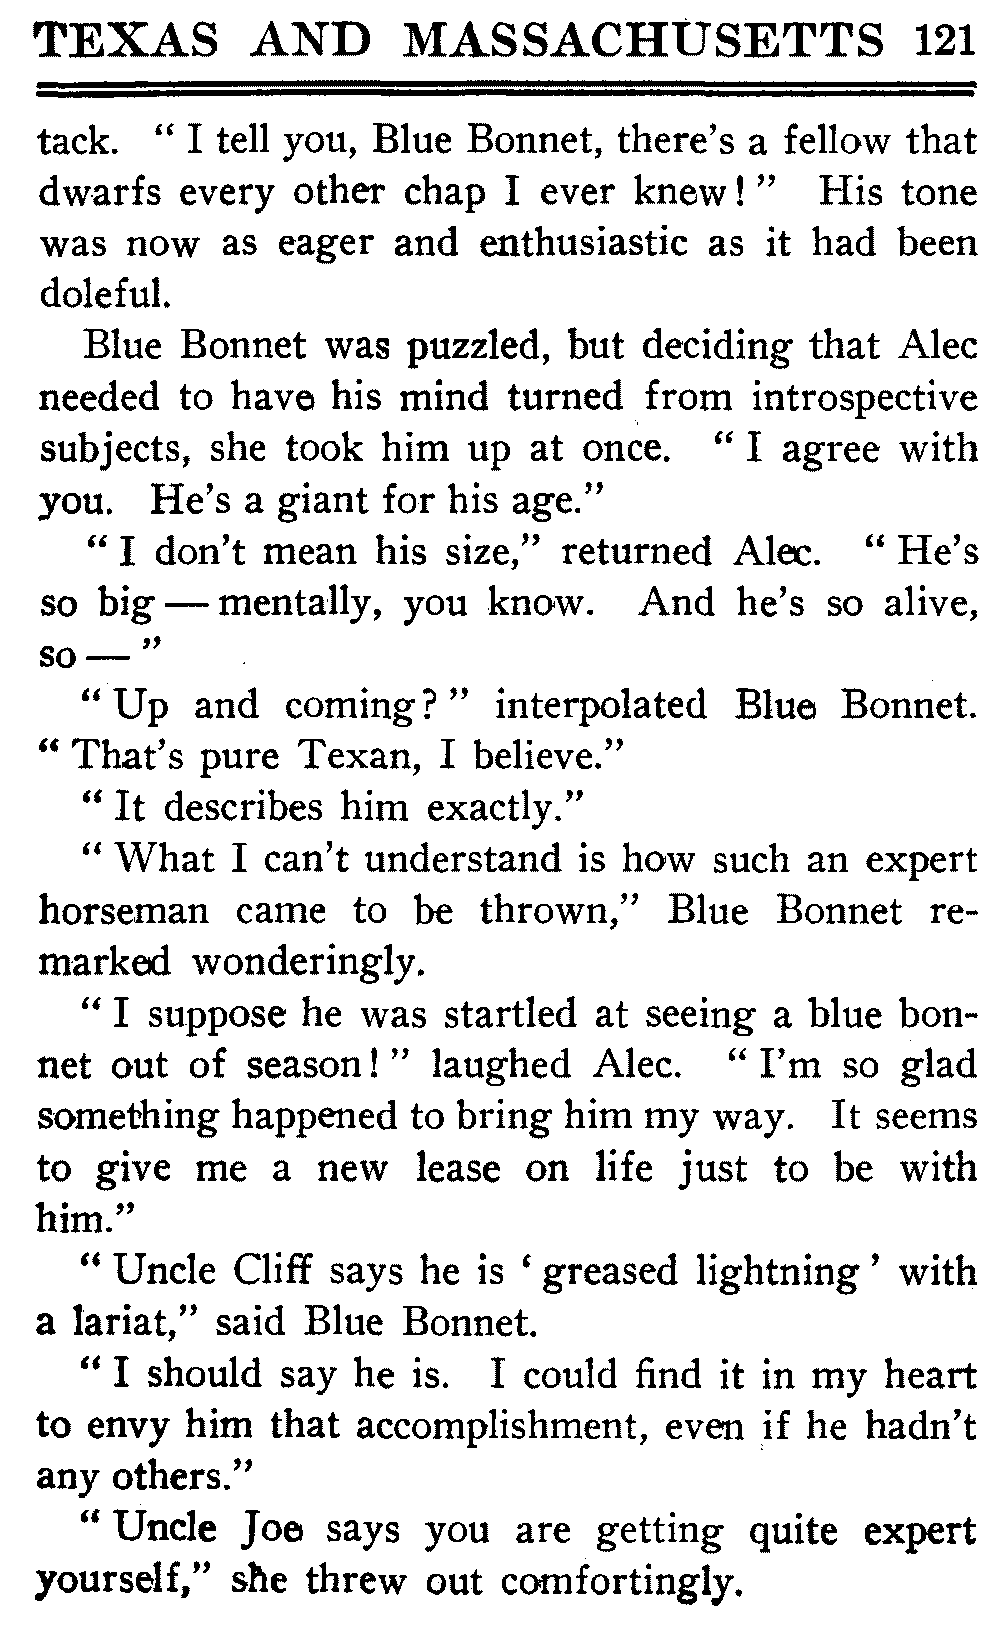 TEXAS AND MASSACHUSETTS 121
tack. “ I tell you, Blue Bonnet, there’s a fellow that
dwarfs every other chap I ever knew! ” His tone
was now as eager and enthusiastic as it had been
doleful.
Blue Bonnet was puzzled, but deciding that Alec
needed to have his mind turned from introspective
subjects, she took him up at once. “ I agree with
you. He’s a giant for his age.”
“ I don’t mean his size,” returned Alec. “ He’s
so big — mentally, you know. And he’s so alive,
so — ”
“ Up and coming? ” interpolated Blue Bonnet.
“ That’s pure Texan, I believe.”
“ It describes him exactly.”
“ What I can’t understand is how such an expert
horseman came to be thrown,” Blue Bonnet re-
marked wonderingly.
“ I suppose he was startled at seeing a blue bon-
net out of season! ” laughed Alec. “ I’m so glad
something happened to bring him my way. It seems
to give me a new lease on life just to be with
him.”
“ Uncle Cliff says he is ‘ greased lightning ’ with
a lariat,” said Blue Bonnet.
“ I should say he is. I could find it in my heart
to envy him that accomplishment, even if he hadn’t
any others.”
“ Uncle Joe says you are getting quite expert
yourself,” she threw out comfortingly.